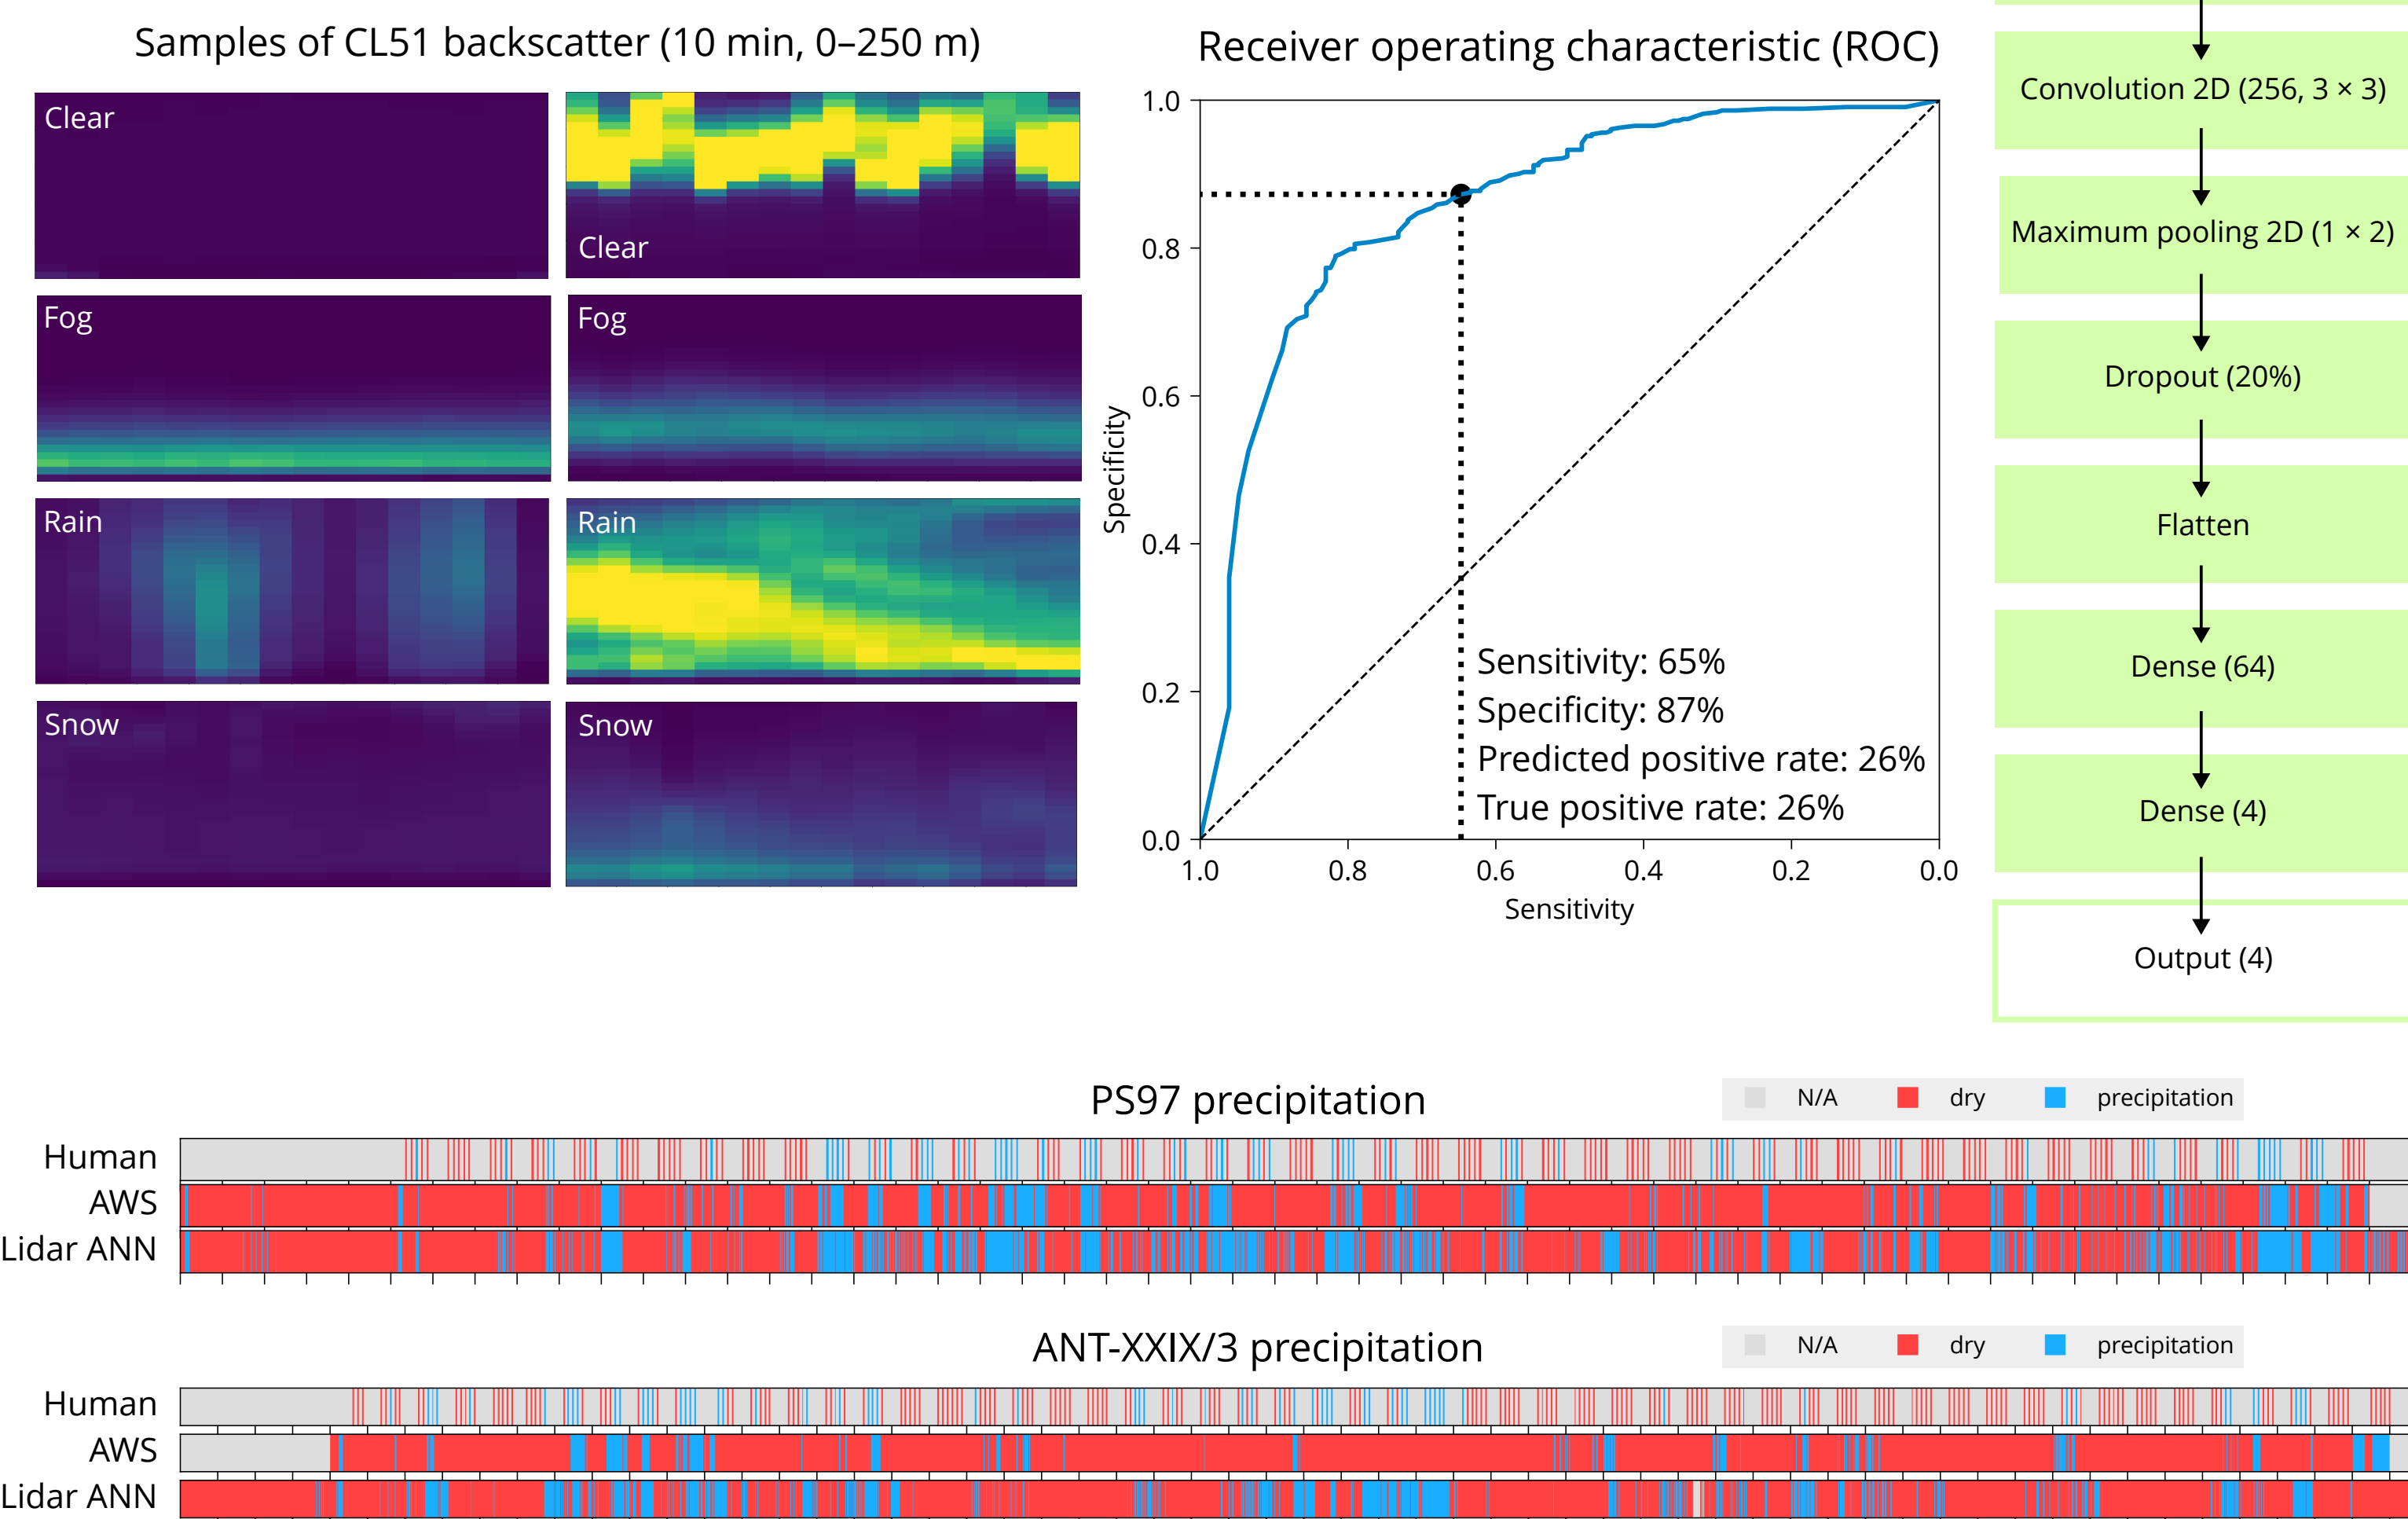 Samples of CL51 backscatter (10 min, 0–250 m)
Clear
Clear
Fog
Fog
Rain
Rain
Snow
Snow
Receiver operating characteristic (ROC)
1.0
0.8
0.6
0.4
0.2
0.0
Specificity
Sensitivity: 65%
Specificity: 87%
Predicted positive rate: 26%
True positive rate: 26%
1.0 0.8 0.6 0.4 0.2 0.0
Sensitivity
Convolution 2D (256, 3 × 3)
Maximum pooling 2D (1 × 2)
Dropout (20%)
Flatten
Dense (64)
Dense (4)
Output (4)
PS97 precipitation
N/A dry precipitation
Human
AWS
Lidar ANN
ANT-XXIX/3 precipitation
N/A dry precipitation
Human
AWS
Lidar ANN